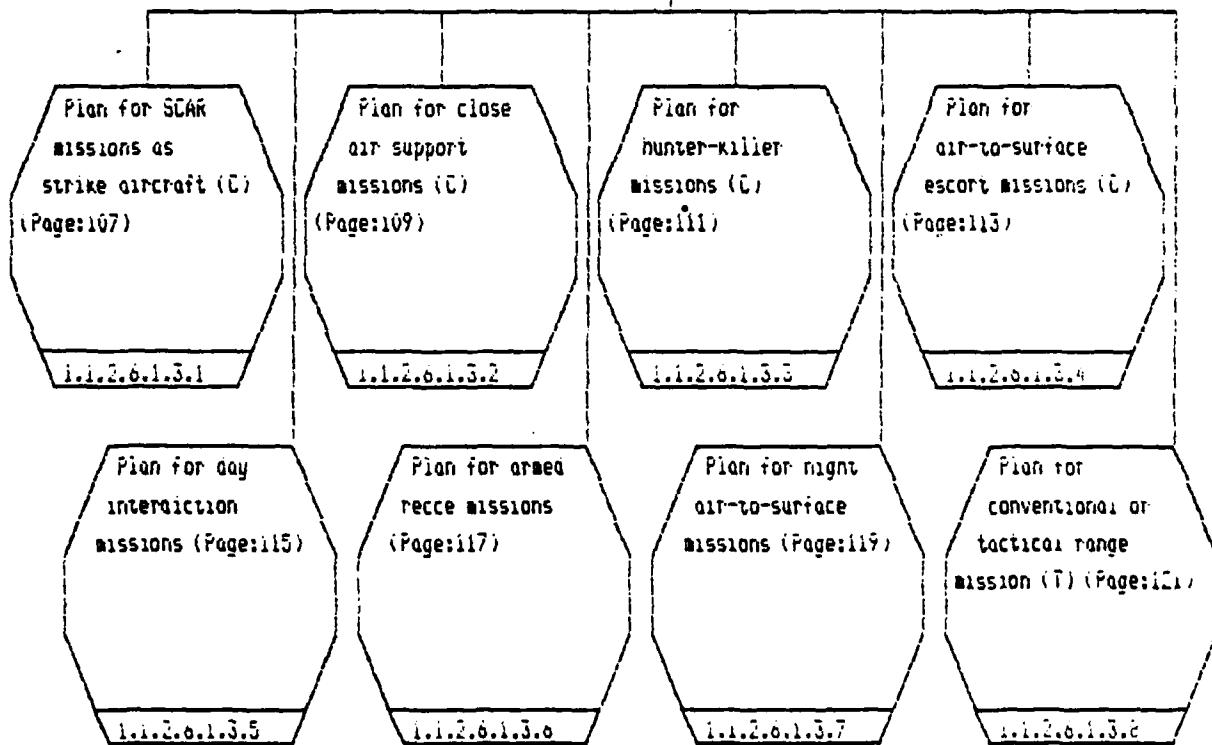 Plan for SCAR
missions as
strike aircraft (C)
(Page:107)
1.1.2.6.1.3.1
Plan for close
air support
missions (C)
(Page:109)
1.1.2.6.1.3.2
Plan for
hunter-killer
missions (C)
(Page:111)
1.1.2.6.1.3.3
Plan for
air-to-surface
escort missions (C)
(Page:113)
1.1.2.6.1.3.4
Plan for day
interdiction
missions (Page:115)
1.1.2.6.1.3.5
Plan for armed
recce missions
(Page:117)
1.1.2.6.1.3.6
Plan for night
air-to-surface
missions (Page:119)
1.1.2.6.1.3.7
Plan for
conventional or
tactical range
mission (T) (Page:121)
1.1.2.6.1.3.8